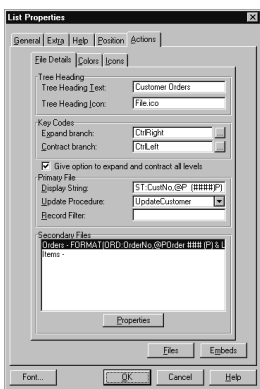 List Properties
General Extra Help Position Actions
File Details Colors Icons
Tree Heading
Tree Heading Text: Customer Orders
Tree Heading Icon: File.ico
Key Codes
Expand branch: CtrlRight ...
Contract branch: CtrlLeft ...
Give option to expand and contract all levels
Primary File
Display String: ST:CustNo,@P (####)P)
Update Procedure: UpdateCustomer
Record Filter:
Secondary Files
Orders - FORMAT(ORD:OrderNo,@POrder ### (P) & L
Items -
Properties
Files Embeds
Font... OK Cancel Help